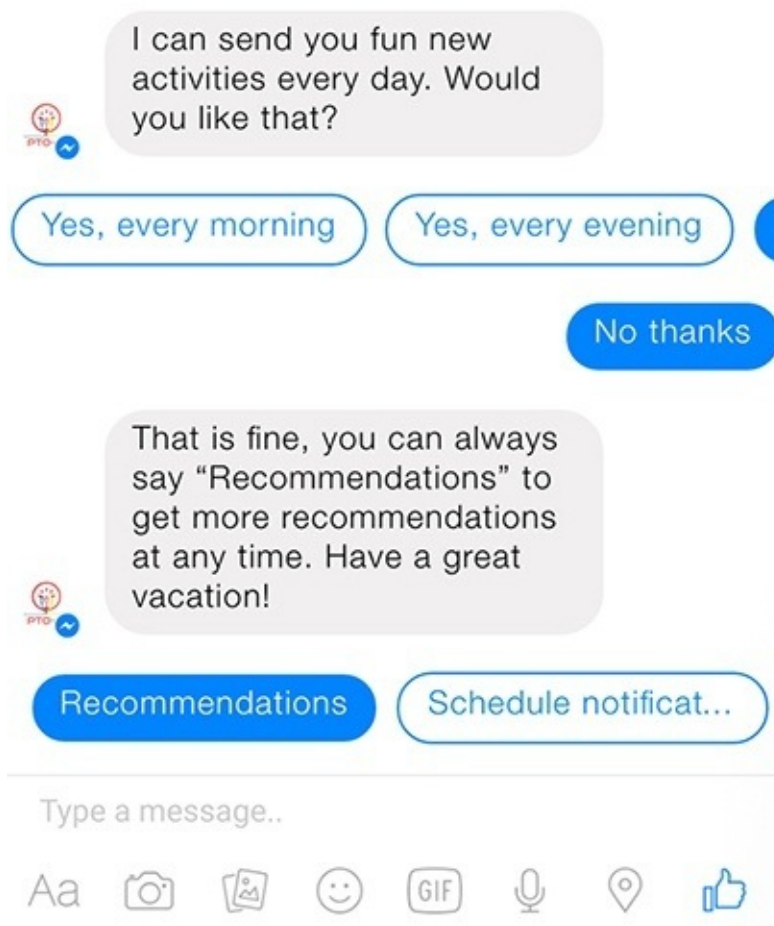 I can send you fun new
activities every day. Would
you like that?
PTO
Yes, every morning
Yes, every evening
No thanks
That is fine, you can always
say “Recommendations” to
get more recommendations
at any time. Have a great
vacation!
PTO
Recommendations
Schedule notificat...
Type a message..
Aa
GIF